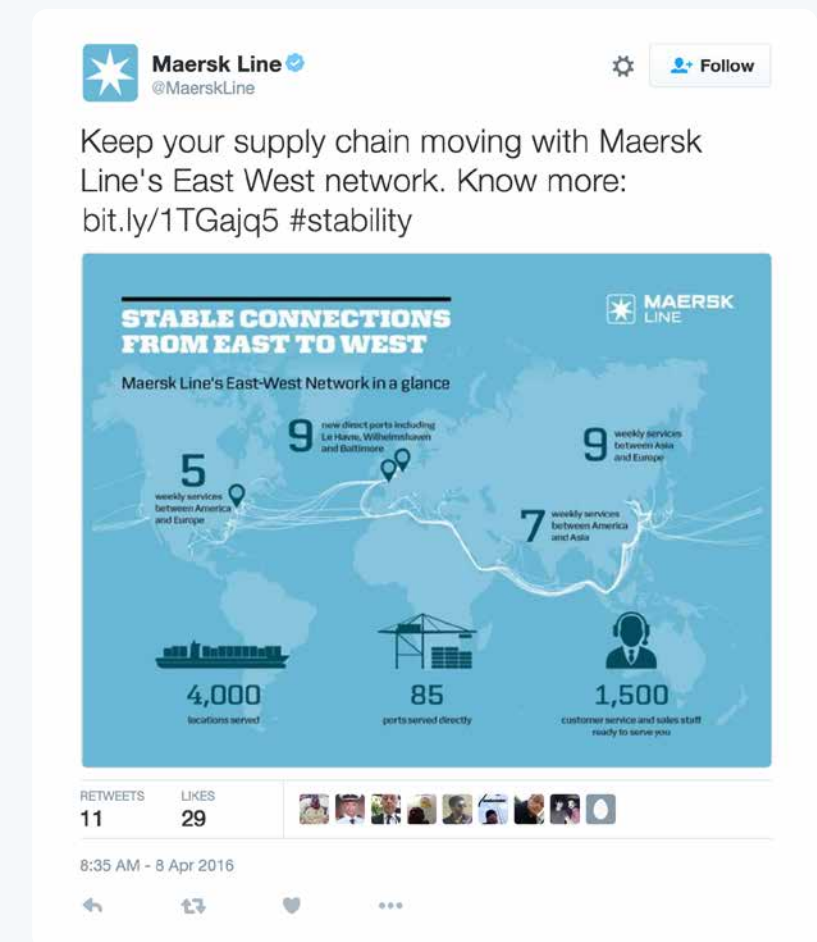 Maersk Line
@MaerskLine
Follow
Keep your supply chain moving with Maersk
Line's East West network. Know more:
bit.ly/1TGajq5 #stability
STABLE CONNECTIONS
FROM EAST TO WEST
MAERSK
LINE
Maersk Line's East-West Network in a glance
9
new direct ports including
Le Havre, Wilhelmshaven
and Baltimore
9
weekly services
between Asia
and Europe
5
weekly services
between America
and Europe
7
weekly services
between America
and Asia
4,000
locations served
85
ports served directly
1,500
customer service and sales staff
ready to serve you
RETWEETS
11
LIKES
29
8:35 AM - 8 Apr 2016